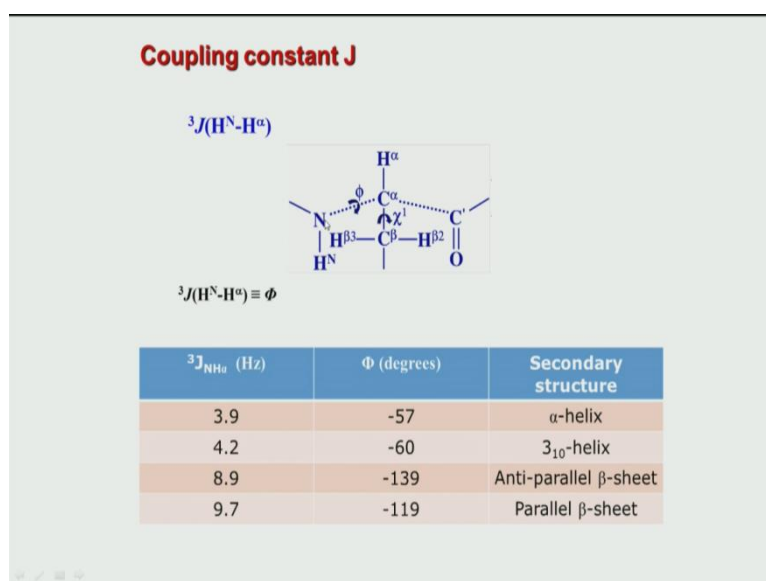 Coupling constant J
³J(Hᴺ-Hᵅ)
Hᵅ
ϕ
Cᵅ
χ¹
N
C'
Hᵝ³—Cᵝ—Hᵝ²
Hᴺ
O
³J(Hᴺ-Hᵅ) ≡ Φ
³J_NHα (Hz) Φ (degrees) Secondary
structure
3.9 -57 α-helix
4.2 -60 3₁₀-helix
8.9 -139 Anti-parallel β-sheet
9.7 -119 Parallel β-sheet